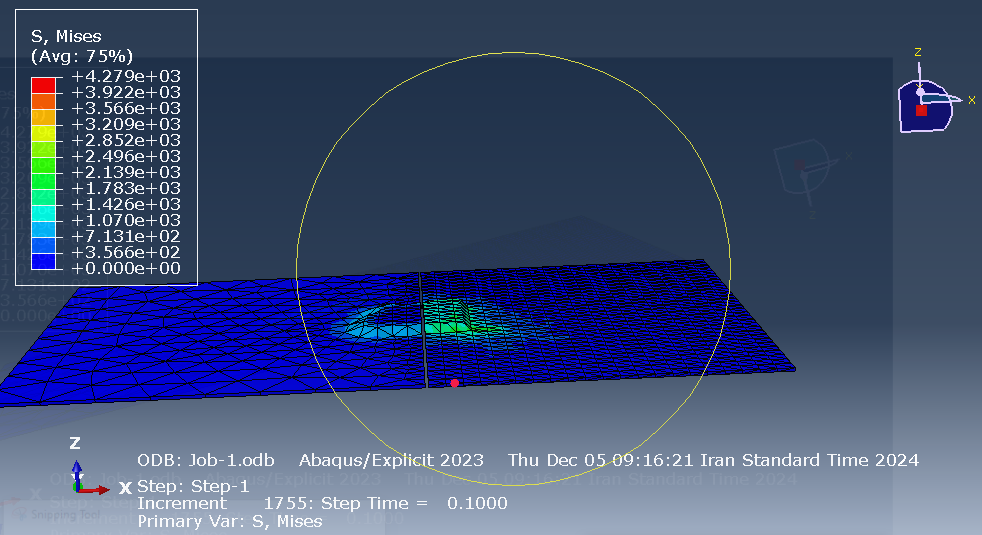 S, Mises
(Avg: 75%)
+4.279e+03
+3.922e+03
+3.566e+03
+3.209e+03
+2.852e+03
+2.496e+03
+2.139e+03
+1.783e+03
+1.426e+03
+1.070e+03
+7.131e+02
+3.566e+02
+0.000e+00
Z
X
Z
X
ODB: Job-1.odb Abaqus/Explicit 2023 Thu Dec 05 09:16:21 Iran Standard Time 2024
Step: Step-1
Increment 1755: Step Time = 0.1000
Primary Var: S, Mises
Snipping Tool